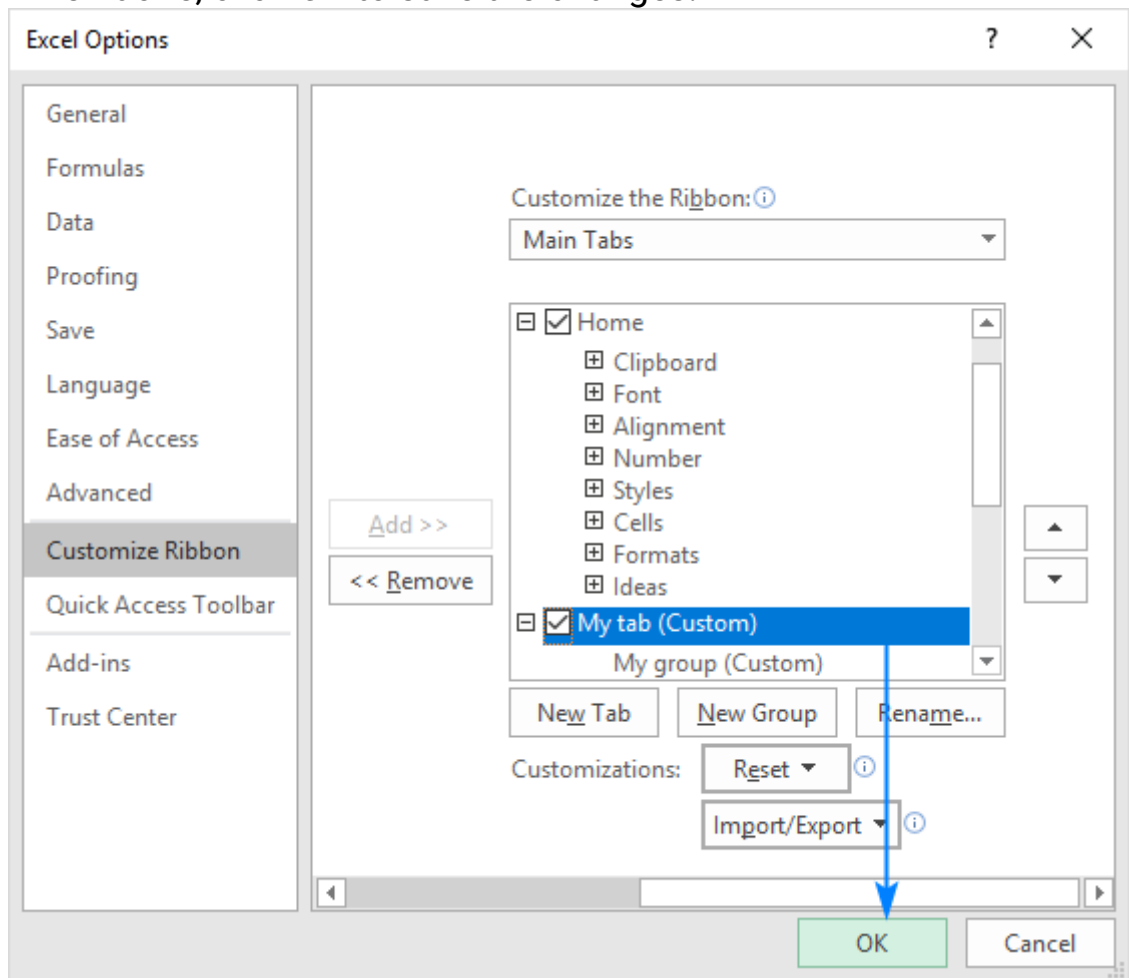 Excel Options
?
General
Formulas
Data
Proofing
Save
Language
Ease of Access
Advanced
Customize Ribbon
Quick Access Toolbar
Add-ins
Trust Center
Add >>
<< Remove
Customize the Ribbon:
Main Tabs
Home
Clipboard
Font
Alignment
Number
Styles
Cells
Formats
Ideas
My tab (Custom)
My group (Custom)
New Tab New Group Rename...
Customizations: Reset
Import/Export
OK Cancel